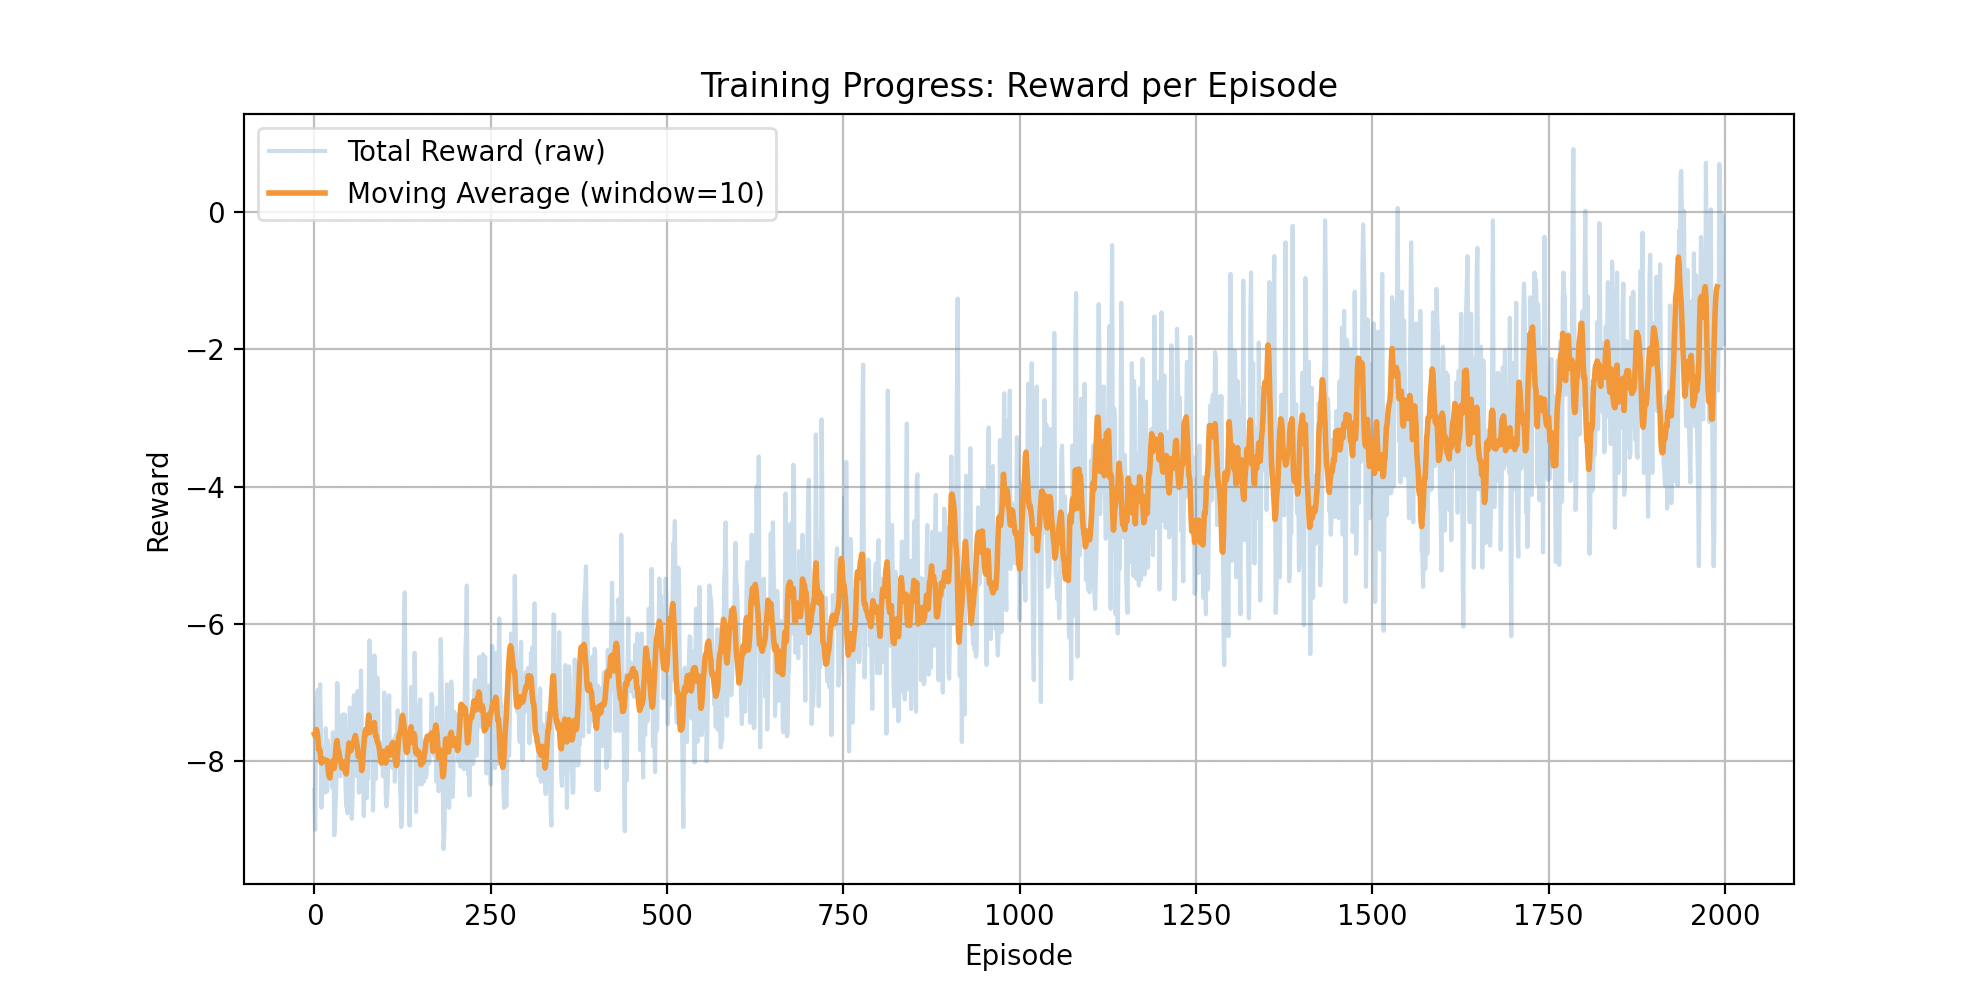 Training Progress: Reward per Episode
Total Reward (raw)
Moving Average (window=10)
0
−2
−4
−6
−8
Reward
0 250 500 750 1000 1250 1500 1750 2000
Episode